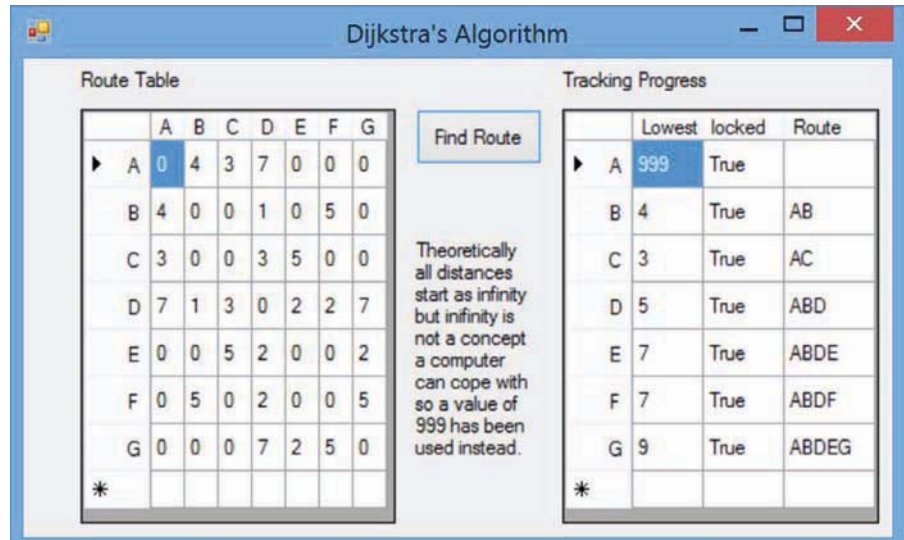 Dijkstra's Algorithm
Route Table
A B C D E F G
A 0 4 3 7 0 0 0
B 4 0 0 1 0 5 0
C 3 0 0 3 5 0 0
D 7 1 3 0 2 2 7
E 0 0 5 2 0 0 2
F 0 5 0 2 0 0 5
G 0 0 0 7 2 5 0
*
Find Route
Theoretically
all distances
start as infinity
but inifinity is
not a concept
a computer
can cope with
so a value of
999 has been
used instead.
Tracking Progress
Lowest locked Route
A 999 True
B 4 True AB
C 3 True AC
D 5 True ABD
E 7 True ABDE
F 7 True ABDF
G 9 True ABDEG
*